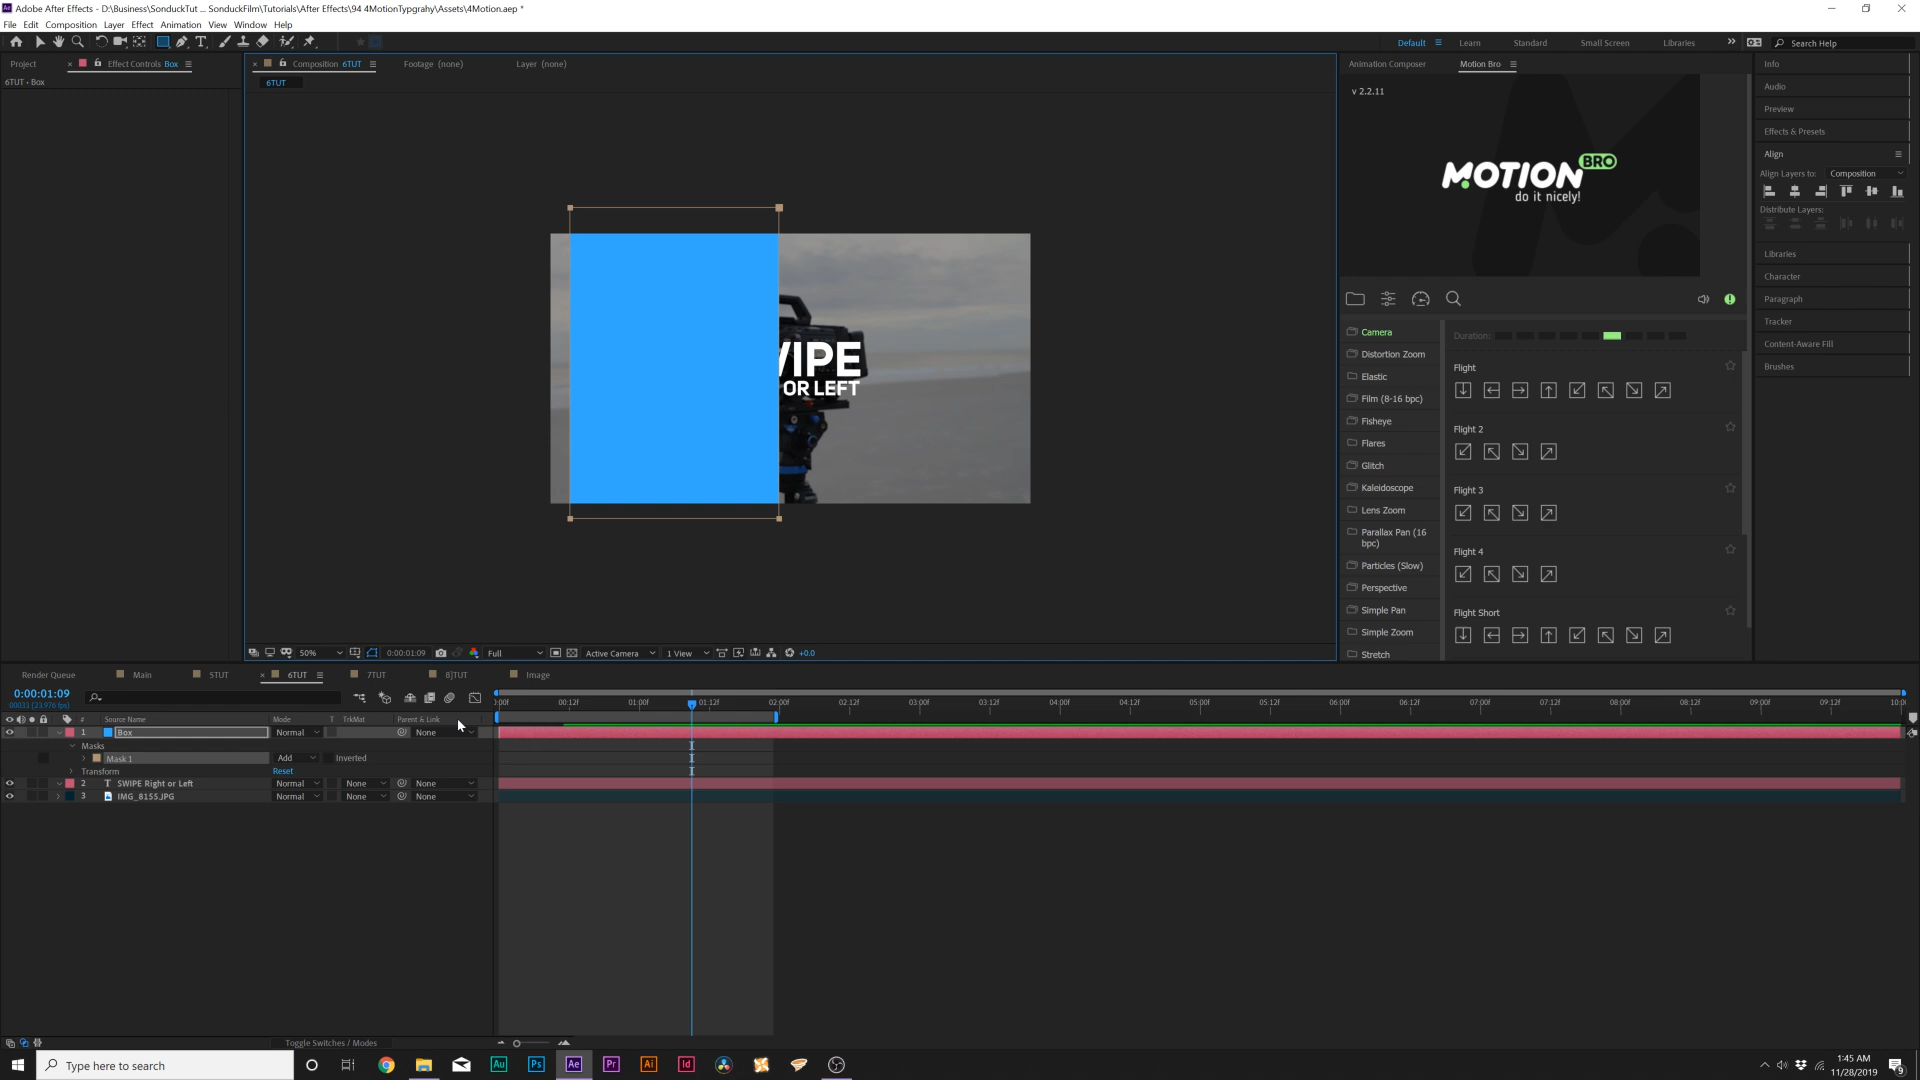 Adobe After Effects - D:\Business\SonduckTut ... SonduckFilm\Tutorials\After Effects\94 4MotionTypgrahy\Assets\4Motion.aep *
File Edit Composition Layer Effect Animation View Window Help
Default Learn Standard Small Screen Libraries Search Help
Project Effect Controls Box
6TUT • Box
Composition 6TUT Footage (none) Layer (none)
6TUT
WIPE
OR LEFT
50% 0:00:01:09 Full Active Camera 1 View +0.0
Animation Composer Motion Bro
v 2.2.11
MOTION BRO
do it nicely!
Camera
Distortion Zoom
Elastic
Film (8-16 bpc)
Fisheye
Flares
Glitch
Kaleidoscope
Lens Zoom
Parallax Pan (16
bpc)
Particles (Slow)
Perspective
Simple Pan
Simple Zoom
Stretch
Duration:
Flight
Flight 2
Flight 3
Flight 4
Flight Short
Info
Audio
Preview
Effects & Presets
Align
Align Layers to: Composition
Distribute Layers:
Libraries
Character
Paragraph
Tracker
Content-Aware Fill
Brushes
Render Queue Main 5TUT 6TUT 7TUT 8]TUT Image
0:00:01:09
00033 (23.976 fps)
# Source Name Mode T TrkMat Parent & Link
):00f 00:12f 01:00f 01:12f 02:00f 02:12f 03:00f 03:12f 04:00f 04:12f 05:00f 05:12f 06:00f 06:12f 07:00f 07:12f 08:00f 08:12f 09:00f 09:12f 10:0
1 Box Normal None
Masks
Mask 1 Add Inverted
Transform Reset
2 T SWIPE Right or Left Normal None None
3 IMG_8155.JPG Normal None None
Toggle Switches / Modes
Type here to search
Au Ps Ae Pr Ai Id
1:45 AM
11/28/2019
9